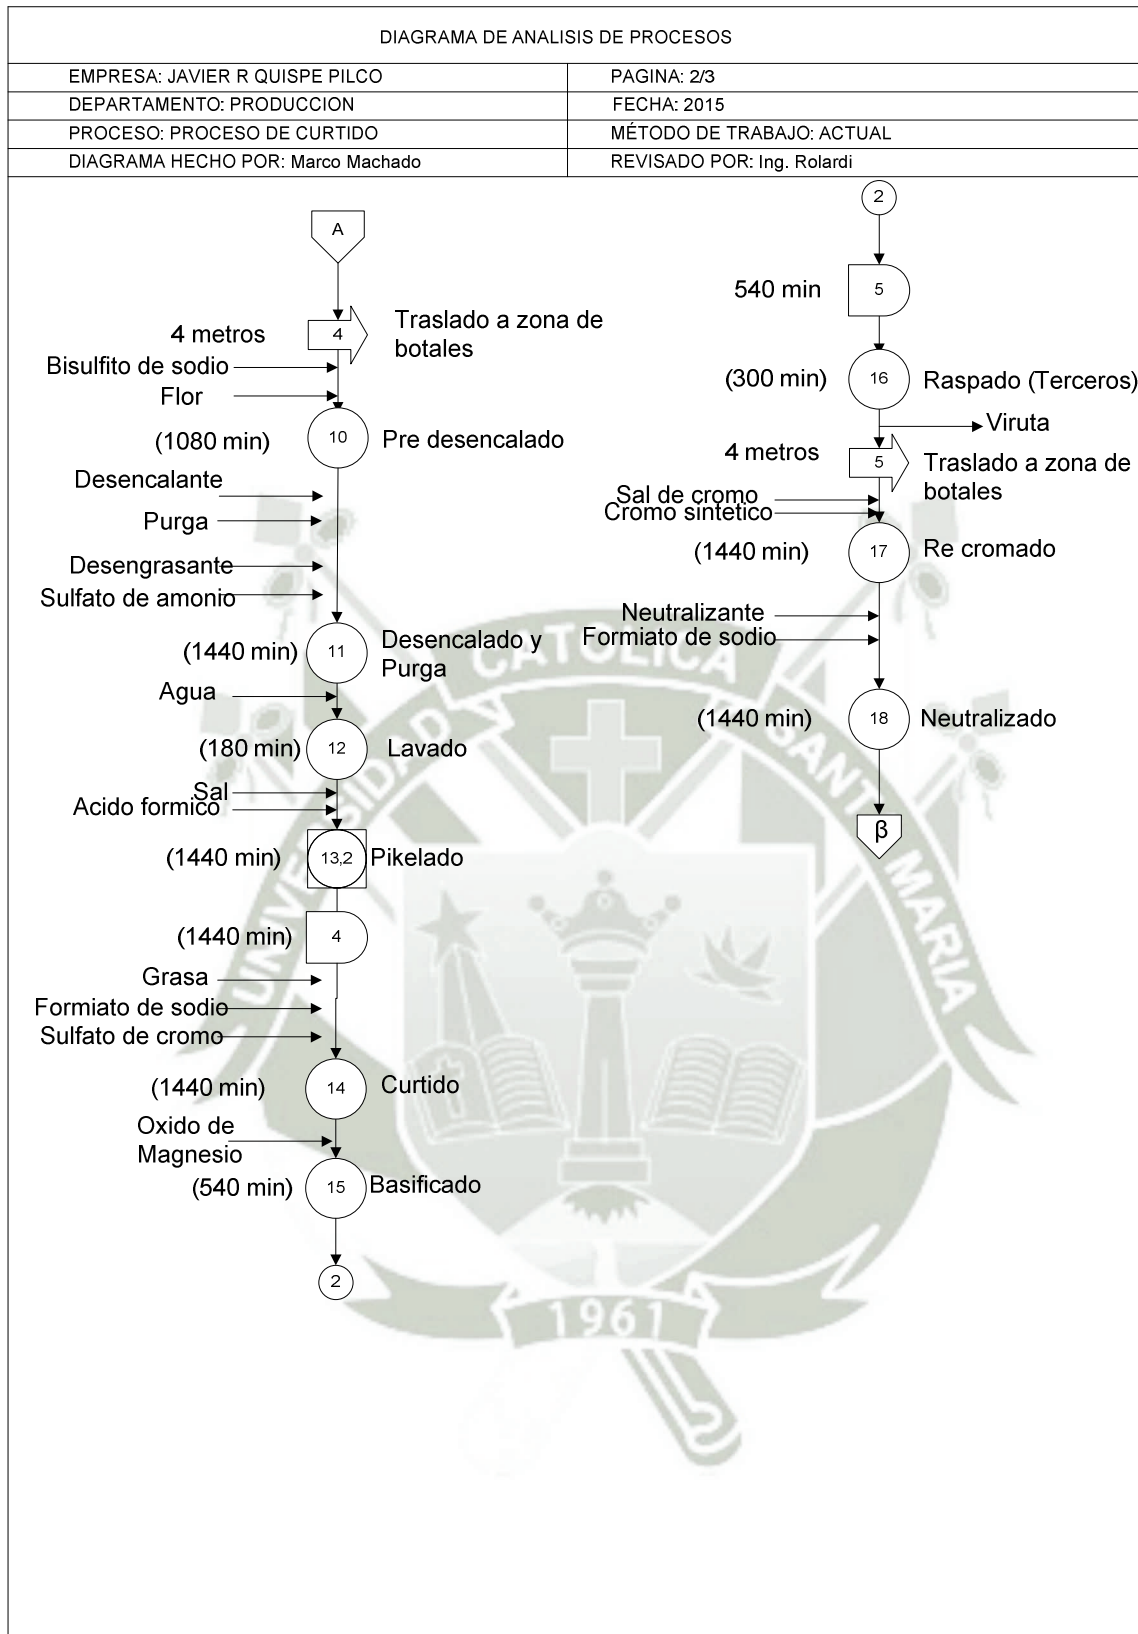 DIAGRAMA DE ANALISIS DE PROCESOS
EMPRESA: JAVIER R QUISPE PILCO
PAGINA: 2/3
DEPARTAMENTO: PRODUCCION
FECHA: 2015
PROCESO: PROCESO DE CURTIDO
MÉTODO DE TRABAJO: ACTUAL
DIAGRAMA HECHO POR: Marco Machado
REVISADO POR: Ing. Rolardi
A
4 metros
4
Traslado a zona de
botales
Bisulfito de sodio
Flor
(1080 min)
10
Pre desencalado
Desencalante
Purga
Desengrasante
Sulfato de amonio
(1440 min)
11
Desencalado y
Purga
Agua
(180 min)
12
Lavado
Sal
Acido formico
(1440 min)
13,2
Pikelado
(1440 min)
4
Grasa
Formiato de sodio
Sulfato de cromo
(1440 min)
14
Curtido
Oxido de
Magnesio
(540 min)
15
Basificado
2
2
540 min
5
(300 min)
16
Raspado (Terceros)
Viruta
4 metros
5
Traslado a zona de
botales
Sal de cromo
Cromo sintetico
(1440 min)
17
Re cromado
Neutralizante
Formiato de sodio
(1440 min)
18
Neutralizado
β
UNIVERSIDAD CATOLICA SANTA MARIA
1961